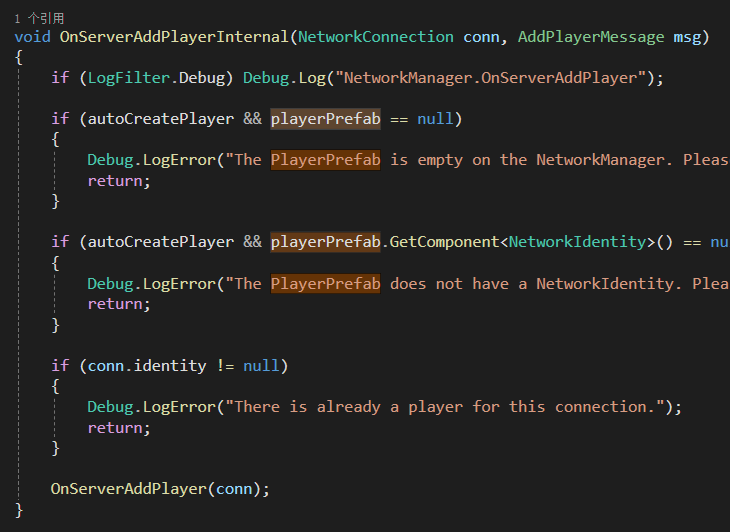 1 个引用
void OnServerAddPlayerInternal(NetworkConnection conn, AddPlayerMessage msg)
{
if (LogFilter.Debug) Debug.Log("NetworkManager.OnServerAddPlayer");
if (autoCreatePlayer && playerPrefab == null)
{
Debug.LogError("The PlayerPrefab is empty on the NetworkManager. Pleas
return;
}
if (autoCreatePlayer && playerPrefab.GetComponent<NetworkIdentity>() == nu
{
Debug.LogError("The PlayerPrefab does not have a NetworkIdentity. Plea
return;
}
if (conn.identity != null)
{
Debug.LogError("There is already a player for this connection.");
return;
}
OnServerAddPlayer(conn);
}